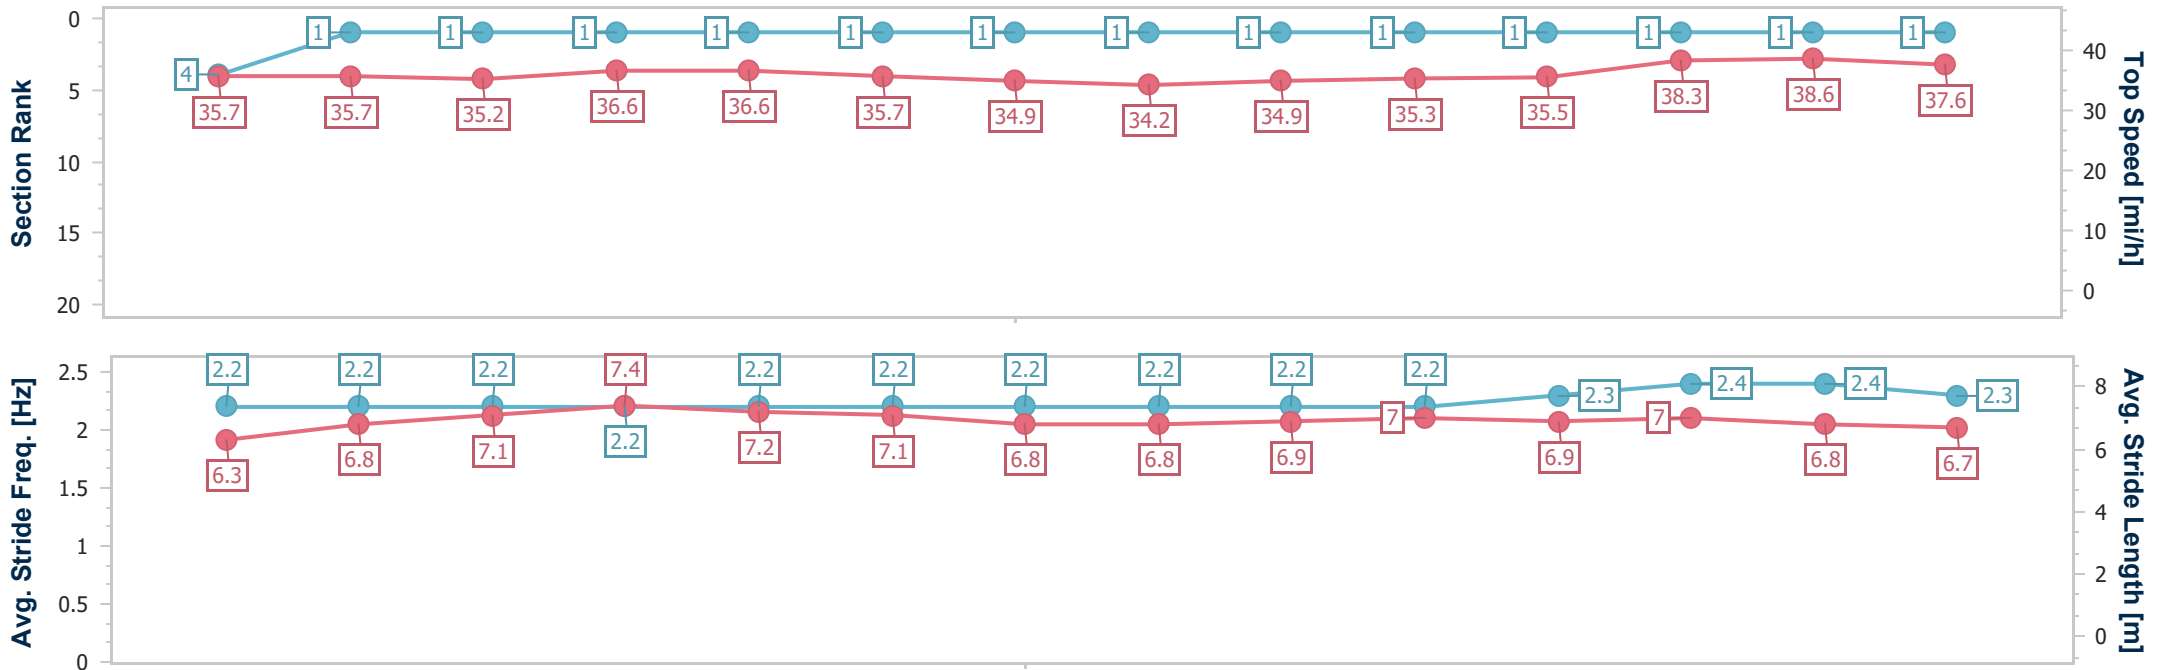 Section Rank
0
5
10
15
20
4 1 1 1 1 1 1 1 1 1 1 1 1 1
35.7 35.7 35.2 36.6 36.6 35.7 34.9 34.2 34.9 35.3 35.5 38.3 38.6 37.6
40
30
20
10
0
Top Speed [mi/h]
Avg. Stride Freq. [Hz]
2.5
2
1.5
1
0.5
0
2.2 2.2 2.2 7.4 2.2 2.2 2.2 2.2 2.2 2.2 2.3 2.4 2.4 2.3
6.3 6.8 7.1 2.2 7.2 7.1 6.8 6.8 6.9 7 6.9 7 6.8 6.7
8
6
4
2
0
Avg. Stride Length [m]